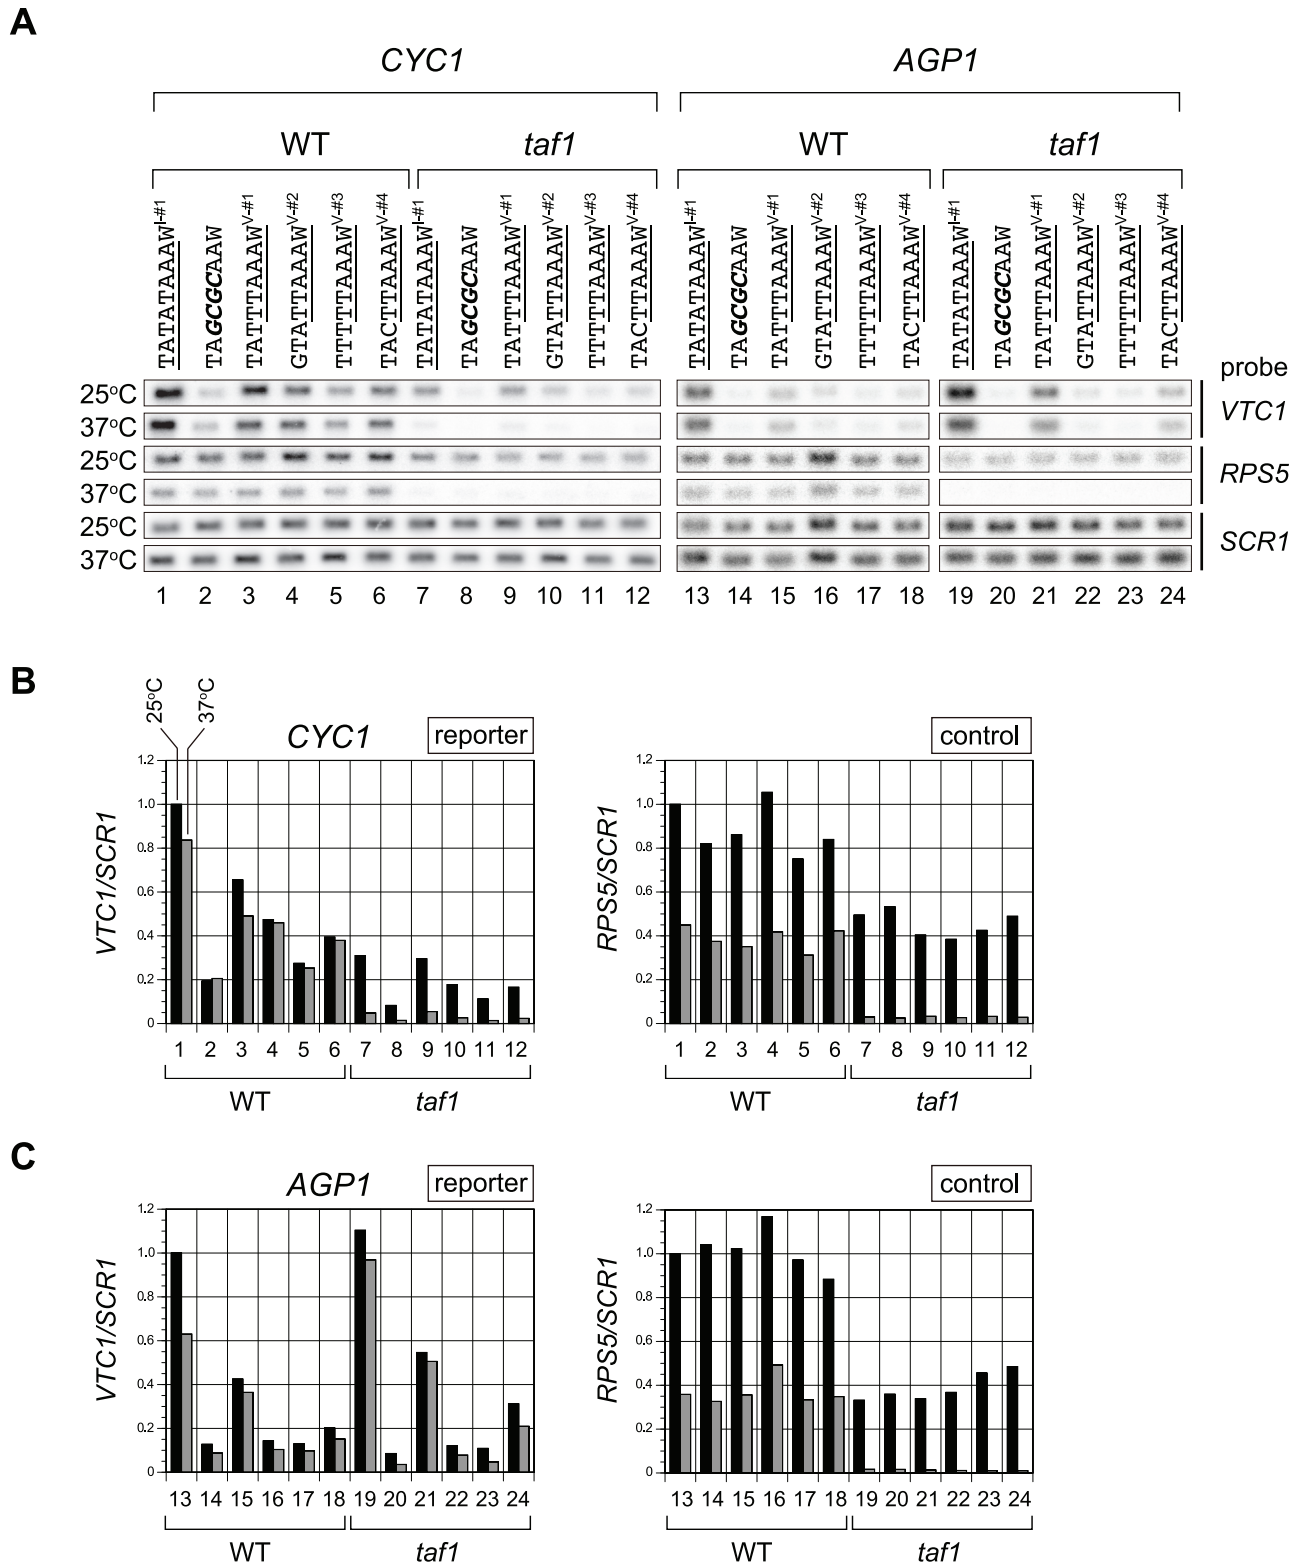 A
CYC1 AGP1
WT taf1 WT taf1
TATATAAAW I-#1
TAGCGCAAW
TATTTAAAW V-#1
GTATTAAAW V-#2
TTTTTAAAW V-#3
TACTTAAAW V-#4
TATATAAAW I-#1
TAGCGCAAW
TATTTAAAW V-#1
GTATTAAAW V-#2
TTTTTAAAW V-#3
TACTTAAAW V-#4
TATATAAAW I-#1
TAGCGCAAW
TATTTAAAW V-#1
GTATTAAAW V-#2
TTTTTAAAW V-#3
TACTTAAAW V-#4
TATATAAAW I-#1
TAGCGCAAW
TATTTAAAW V-#1
GTATTAAAW V-#2
TTTTTAAAW V-#3
TACTTAAAW V-#4
probe
25°C
VTC1
37°C
25°C
RPS5
37°C
25°C
SCR1
37°C
1 2 3 4 5 6 7 8 9 10 11 12 13 14 15 16 17 18 19 20 21 22 23 24
B
25°C 37°C
CYC1 reporter
VTC1/SCR1
1.2
1.0
0.8
0.6
0.4
0.2
0
1 2 3 4 5 6 7 8 9 10 11 12
WT taf1
control
RPS5/SCR1
1.2
1.0
0.8
0.6
0.4
0.2
0
1 2 3 4 5 6 7 8 9 10 11 12
WT taf1
C
AGP1 reporter
VTC1/SCR1
1.2
1.0
0.8
0.6
0.4
0.2
0
13 14 15 16 17 18 19 20 21 22 23 24
WT taf1
control
RPS5/SCR1
1.2
1.0
0.8
0.6
0.4
0.2
0
13 14 15 16 17 18 19 20 21 22 23 24
WT taf1